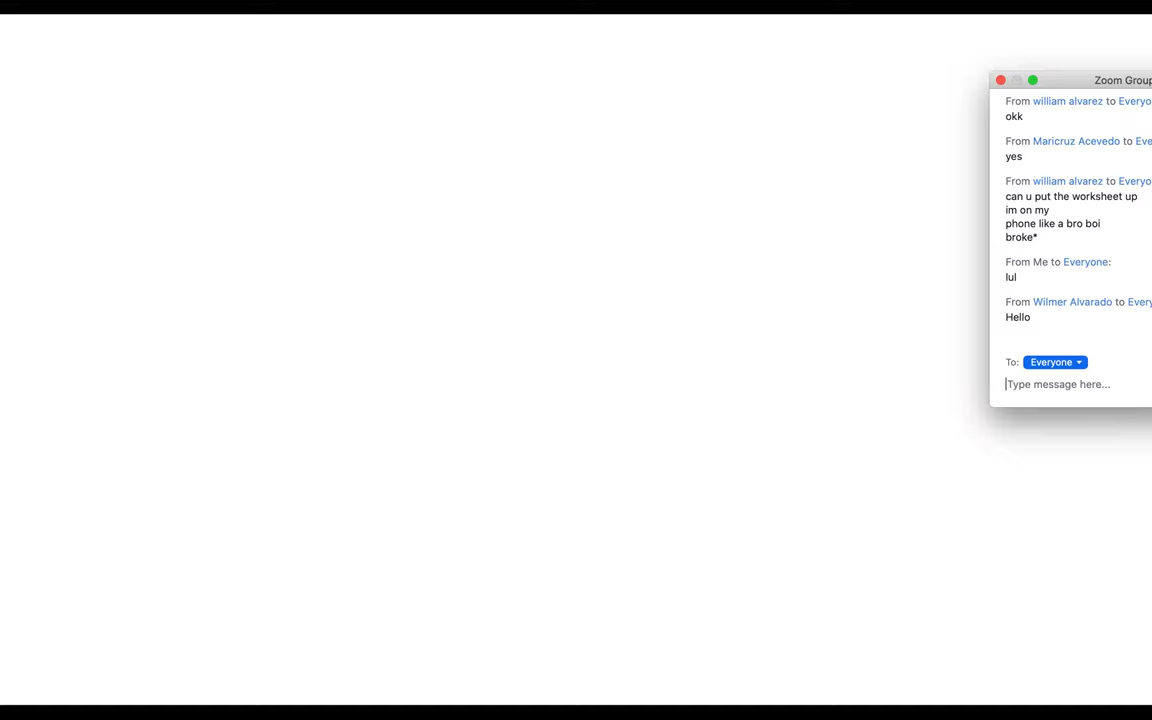 Zoom Group
From william alvarez to Everyo
okk
From Maricruz Acevedo to Eve
yes
From william alvarez to Everyo
can u put the worksheet up
im on my
phone like a bro boi
broke*
From Me to Everyone:
lul
From Wilmer Alvarado to Every
Hello
To: Everyone
Type message here...